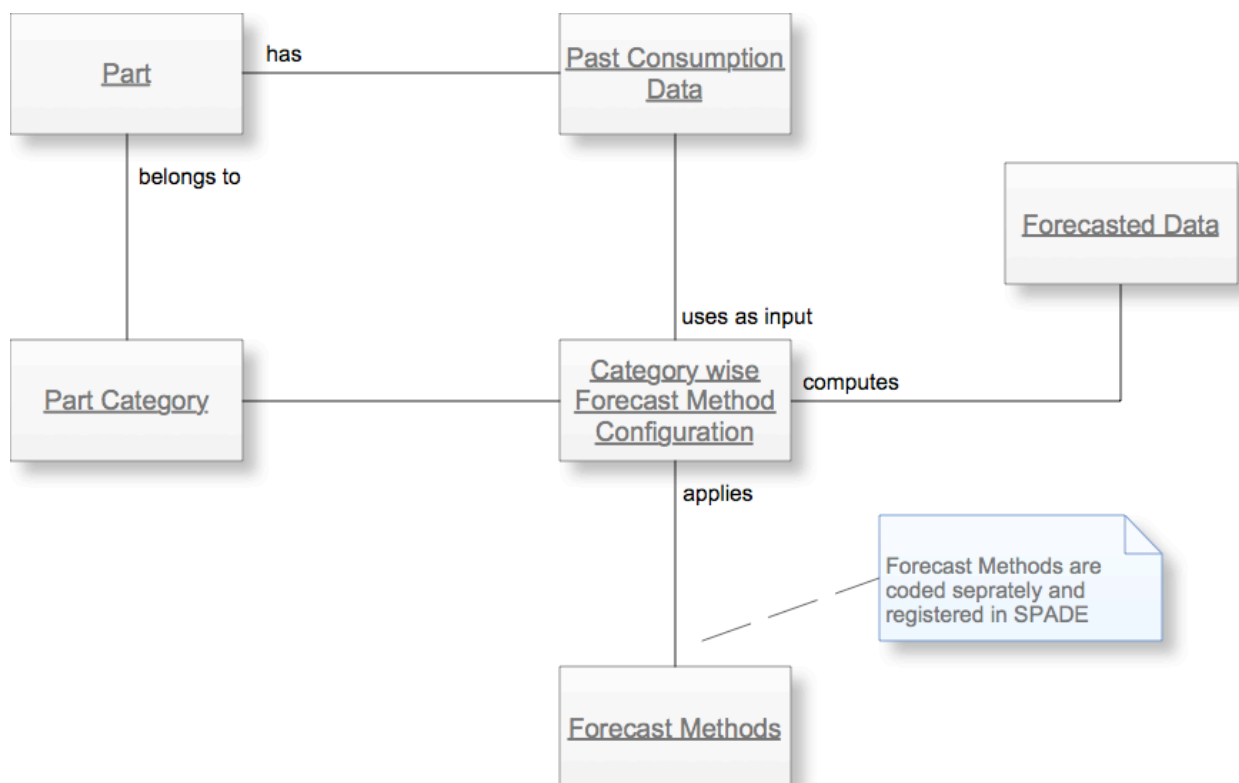 Part
has
Past Consumption
Data
belongs to
Forecasted Data
uses as input
Part Category
Category wise
Forecast Method
Configuration
computes
applies
Forecast Methods are
coded seprately and
registered in SPADE
Forecast Methods